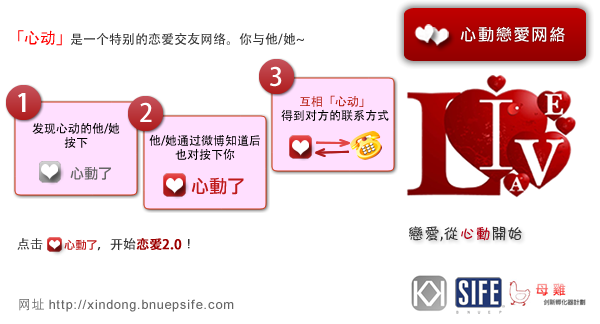 「心动」是一个特别的恋爱交友网络。你与他/她~
1
发现心动的他/她
按下
心動了
2
他/她通过微博知道后
也对按下你
心動了
3
互相「心动」
得到对方的联系方式
点击 心動了，开始恋爱2.0！
网址 http://xindong.bnuepsife.com
心動戀愛网絡
LIVE
A
戀愛,從心動開始
KK
SIFE
BNUEP
母雞
创新孵化器計劃